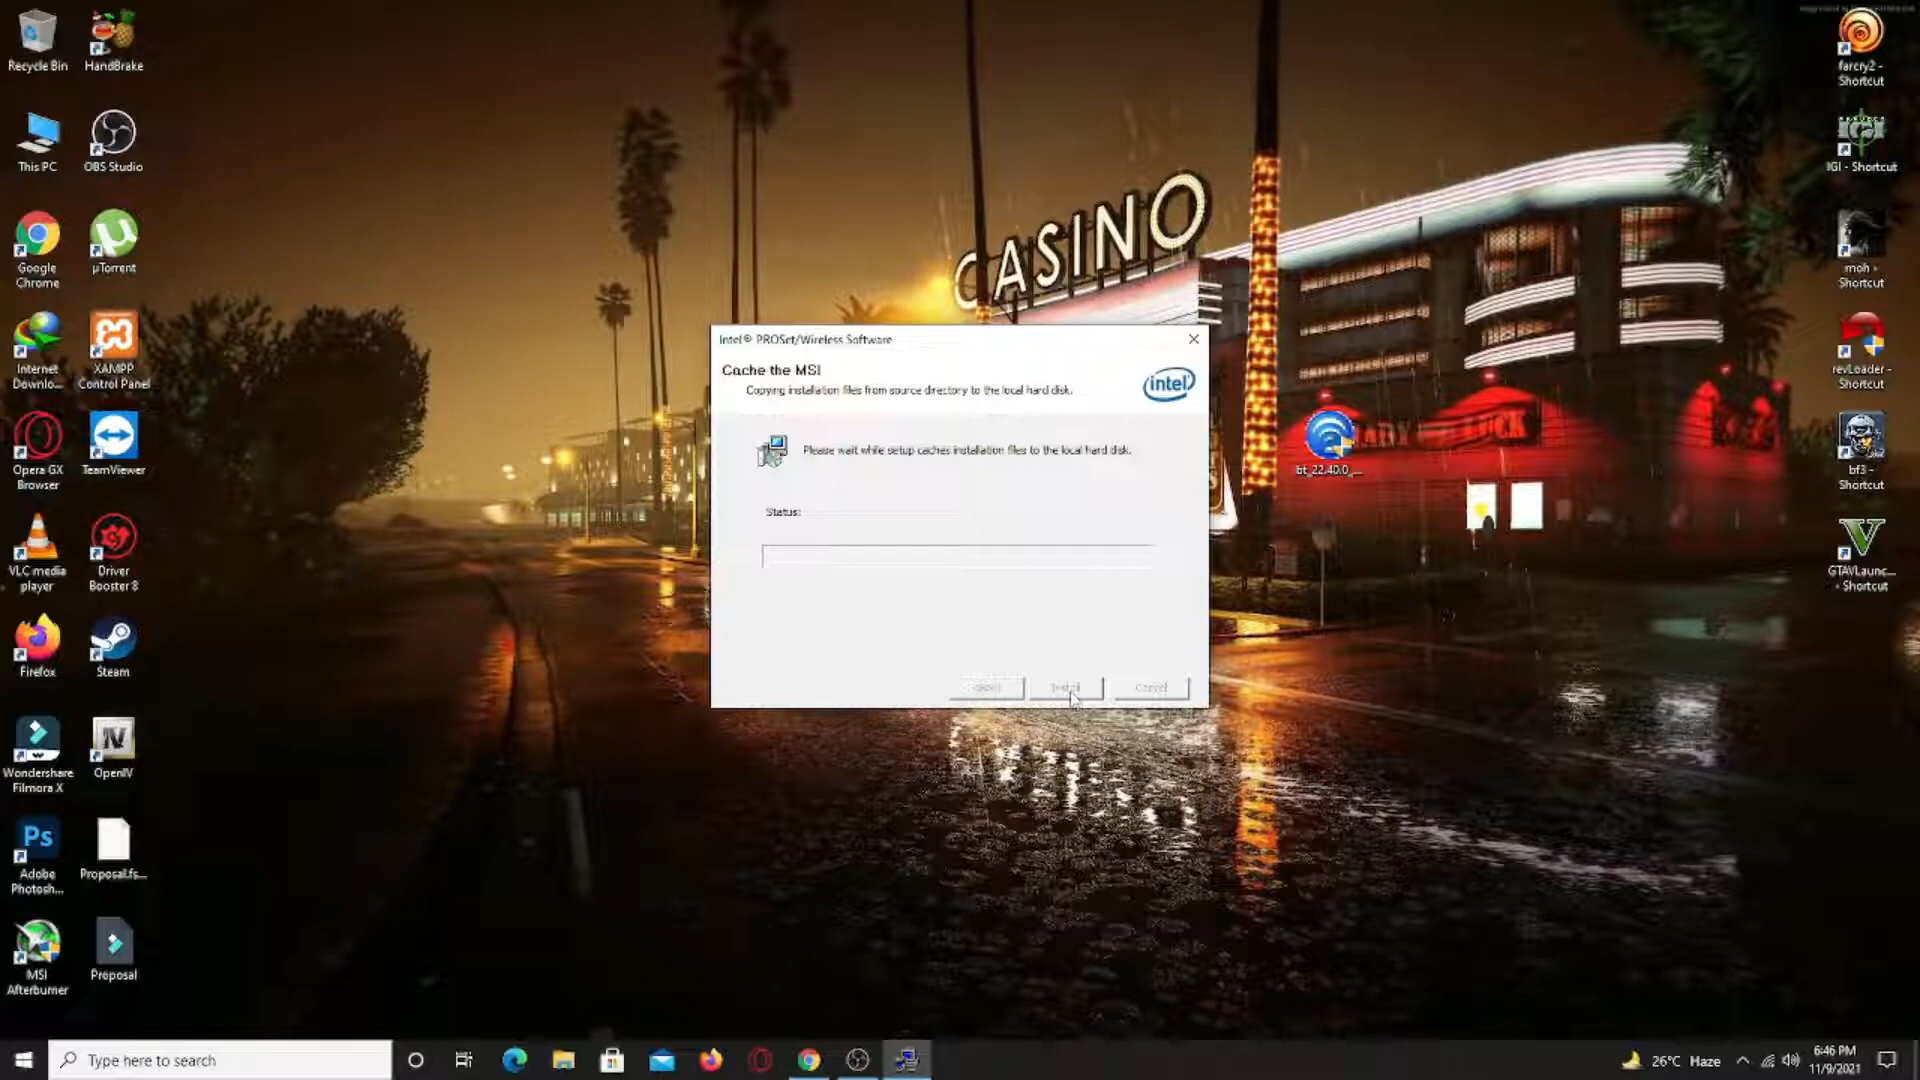 Recycle Bin
HandBrake
This PC
OBS Studio
Google
Chrome
µTorrent
Internet
Downlo...
XAMPP
Control Panel
Opera GX
Browser
TeamViewer
VLC media
player
Driver
Booster 8
Firefox
Steam
Wondershare
Filmora X
OpenIV
Ps
Adobe
Photosh...
Proposal.fs...
MSI
Afterburner
Proposal
CASINO
Intel® PROSet/Wireless Software
Cache the MSI
Copying installation files from source directory to the local hard disk.
intel
Please wait while setup caches installation files to the local hard disk.
Status:
Install
Cancel
bt_22.40.0_...
LUCK
farcry2 -
Shortcut
IGI - Shortcut
moh -
Shortcut
revLoader -
Shortcut
bf3 -
Shortcut
GTAVLaunc...
- Shortcut
Type here to search
26°C Haze
6:46 PM
11/9/2021